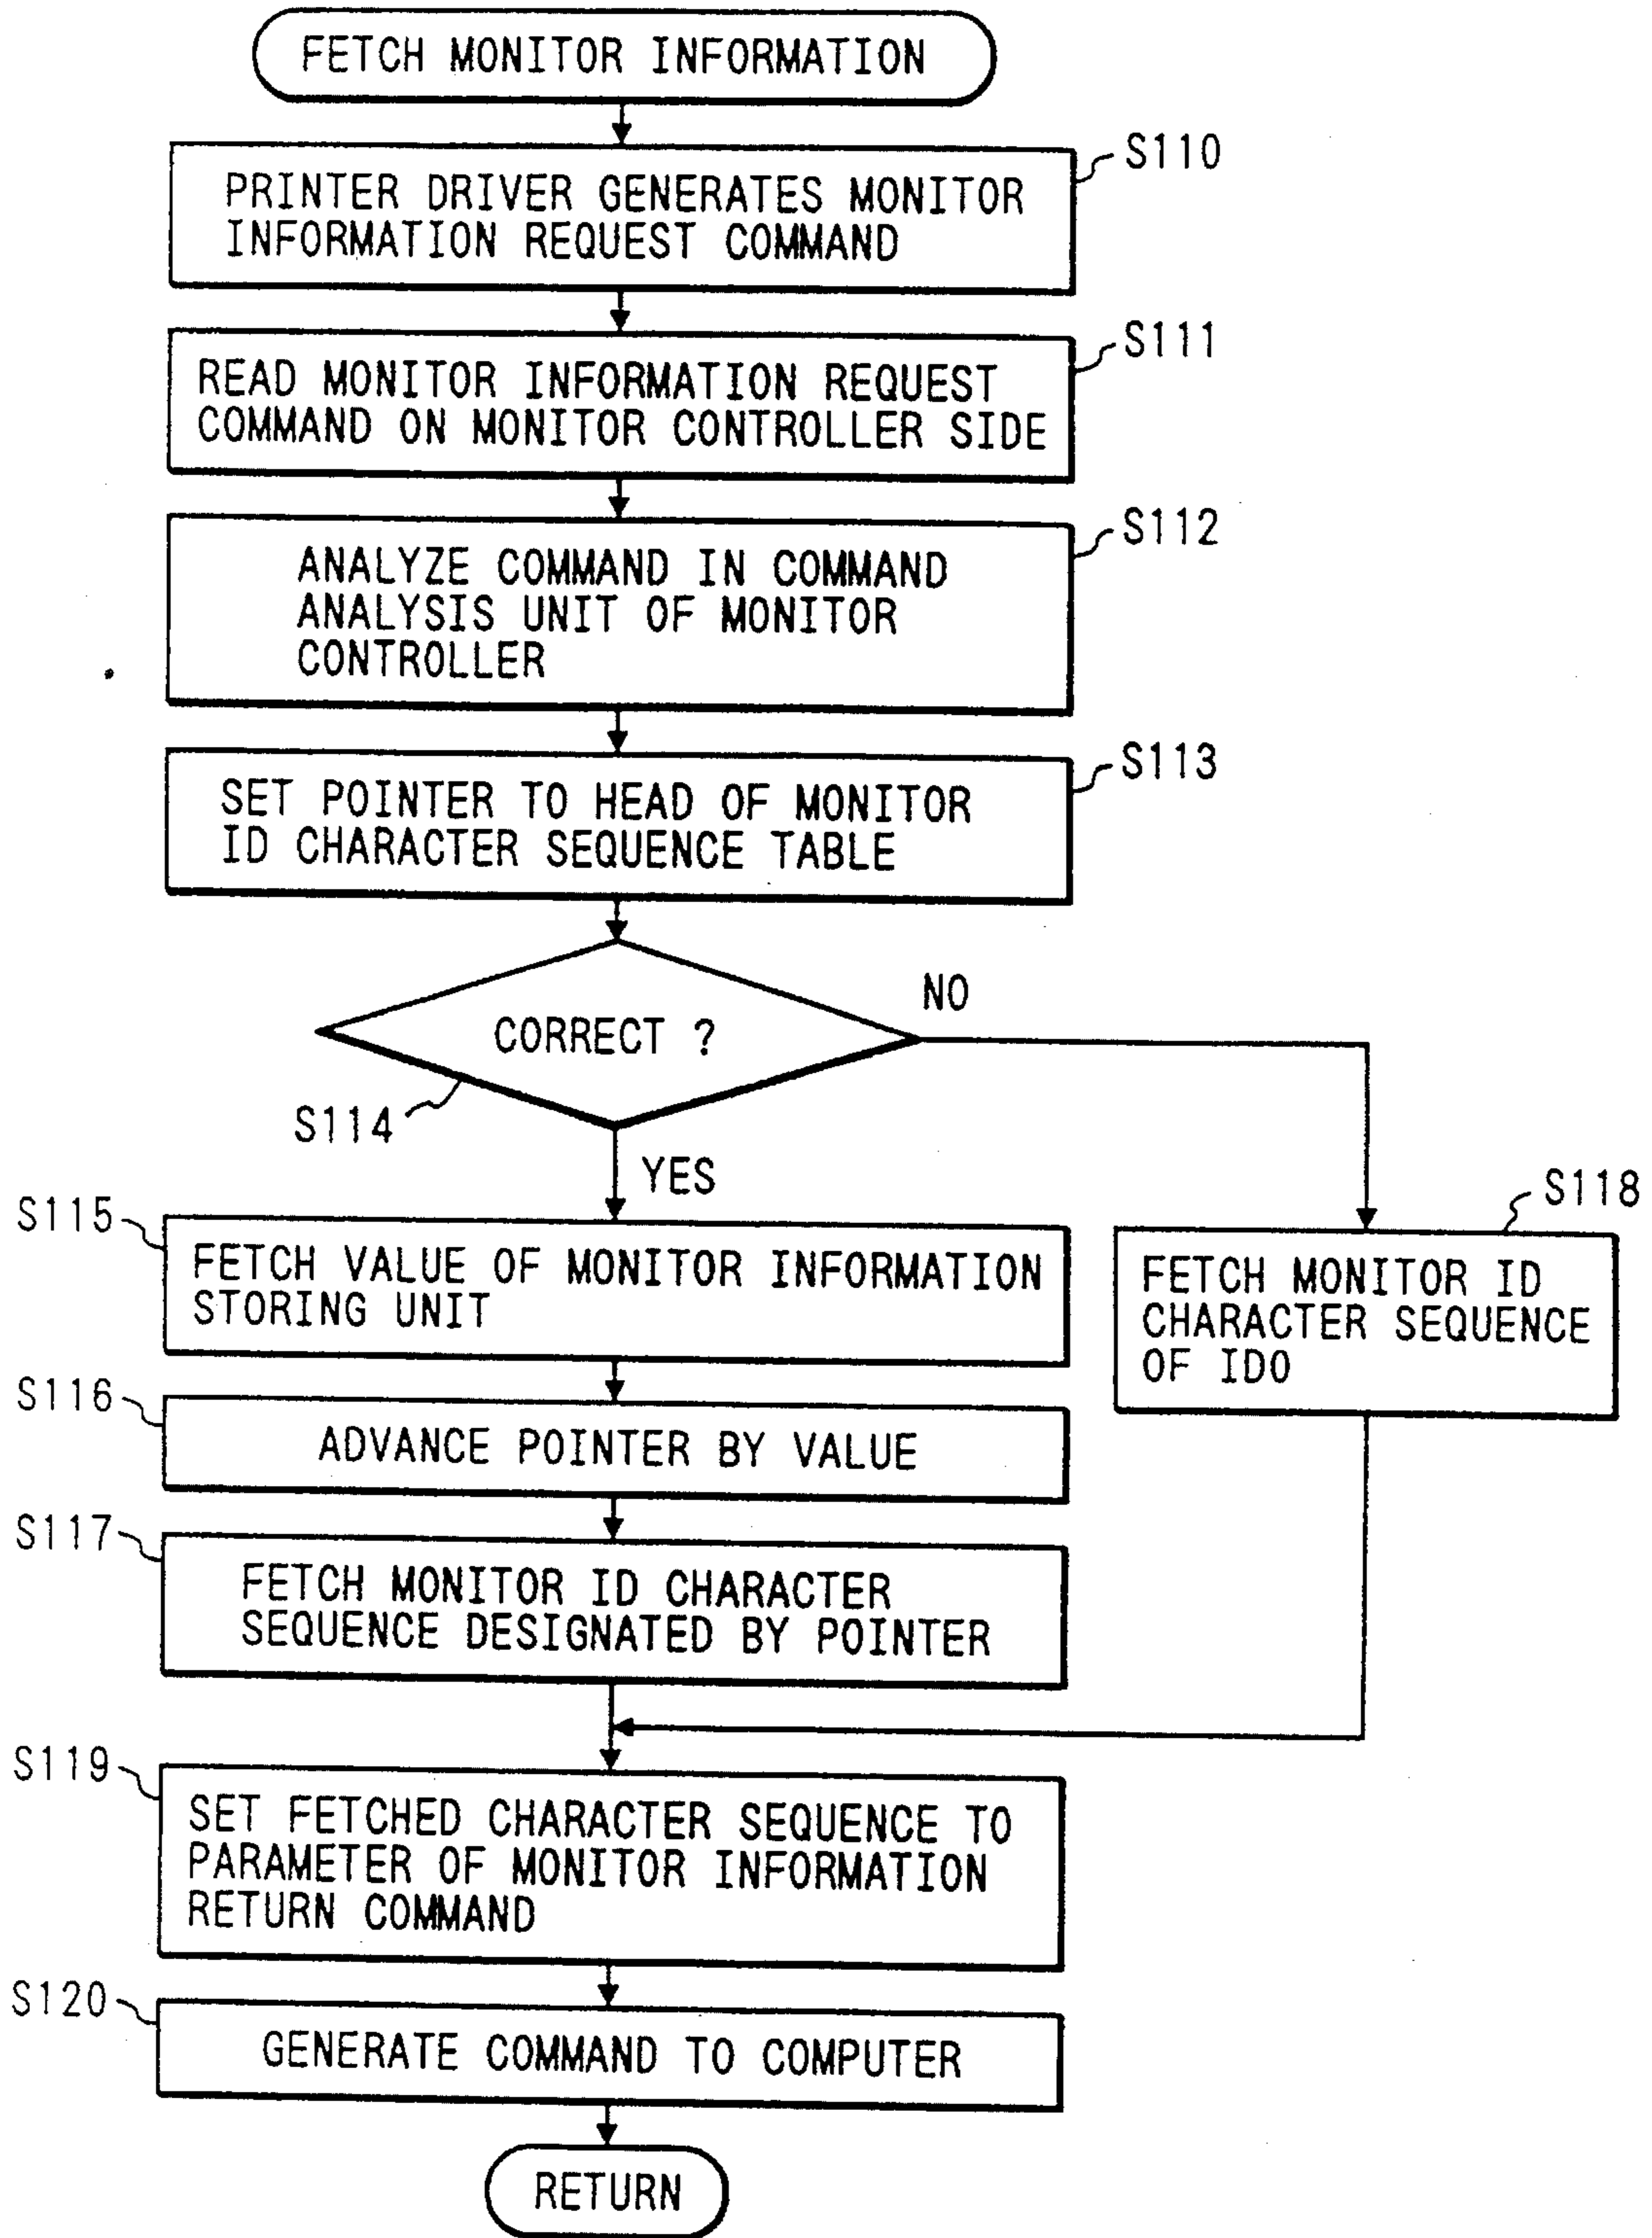 FETCH MONITOR INFORMATION
S110
PRINTER DRIVER GENERATES MONITOR
INFORMATION REQUEST COMMAND
S111
READ MONITOR INFORMATION REQUEST
COMMAND ON MONITOR CONTROLLER SIDE
S112
ANALYZE COMMAND IN COMMAND
ANALYSIS UNIT OF MONITOR
CONTROLLER
S113
SET POINTER TO HEAD OF MONITOR
ID CHARACTER SEQUENCE TABLE
NO
CORRECT ?
S114
YES
S115
FETCH VALUE OF MONITOR INFORMATION
STORING UNIT
S118
FETCH MONITOR ID
CHARACTER SEQUENCE
OF ID0
S116
ADVANCE POINTER BY VALUE
S117
FETCH MONITOR ID CHARACTER
SEQUENCE DESIGNATED BY POINTER
S119
SET FETCHED CHARACTER SEQUENCE TO
PARAMETER OF MONITOR INFORMATION
RETURN COMMAND
S120
GENERATE COMMAND TO COMPUTER
RETURN